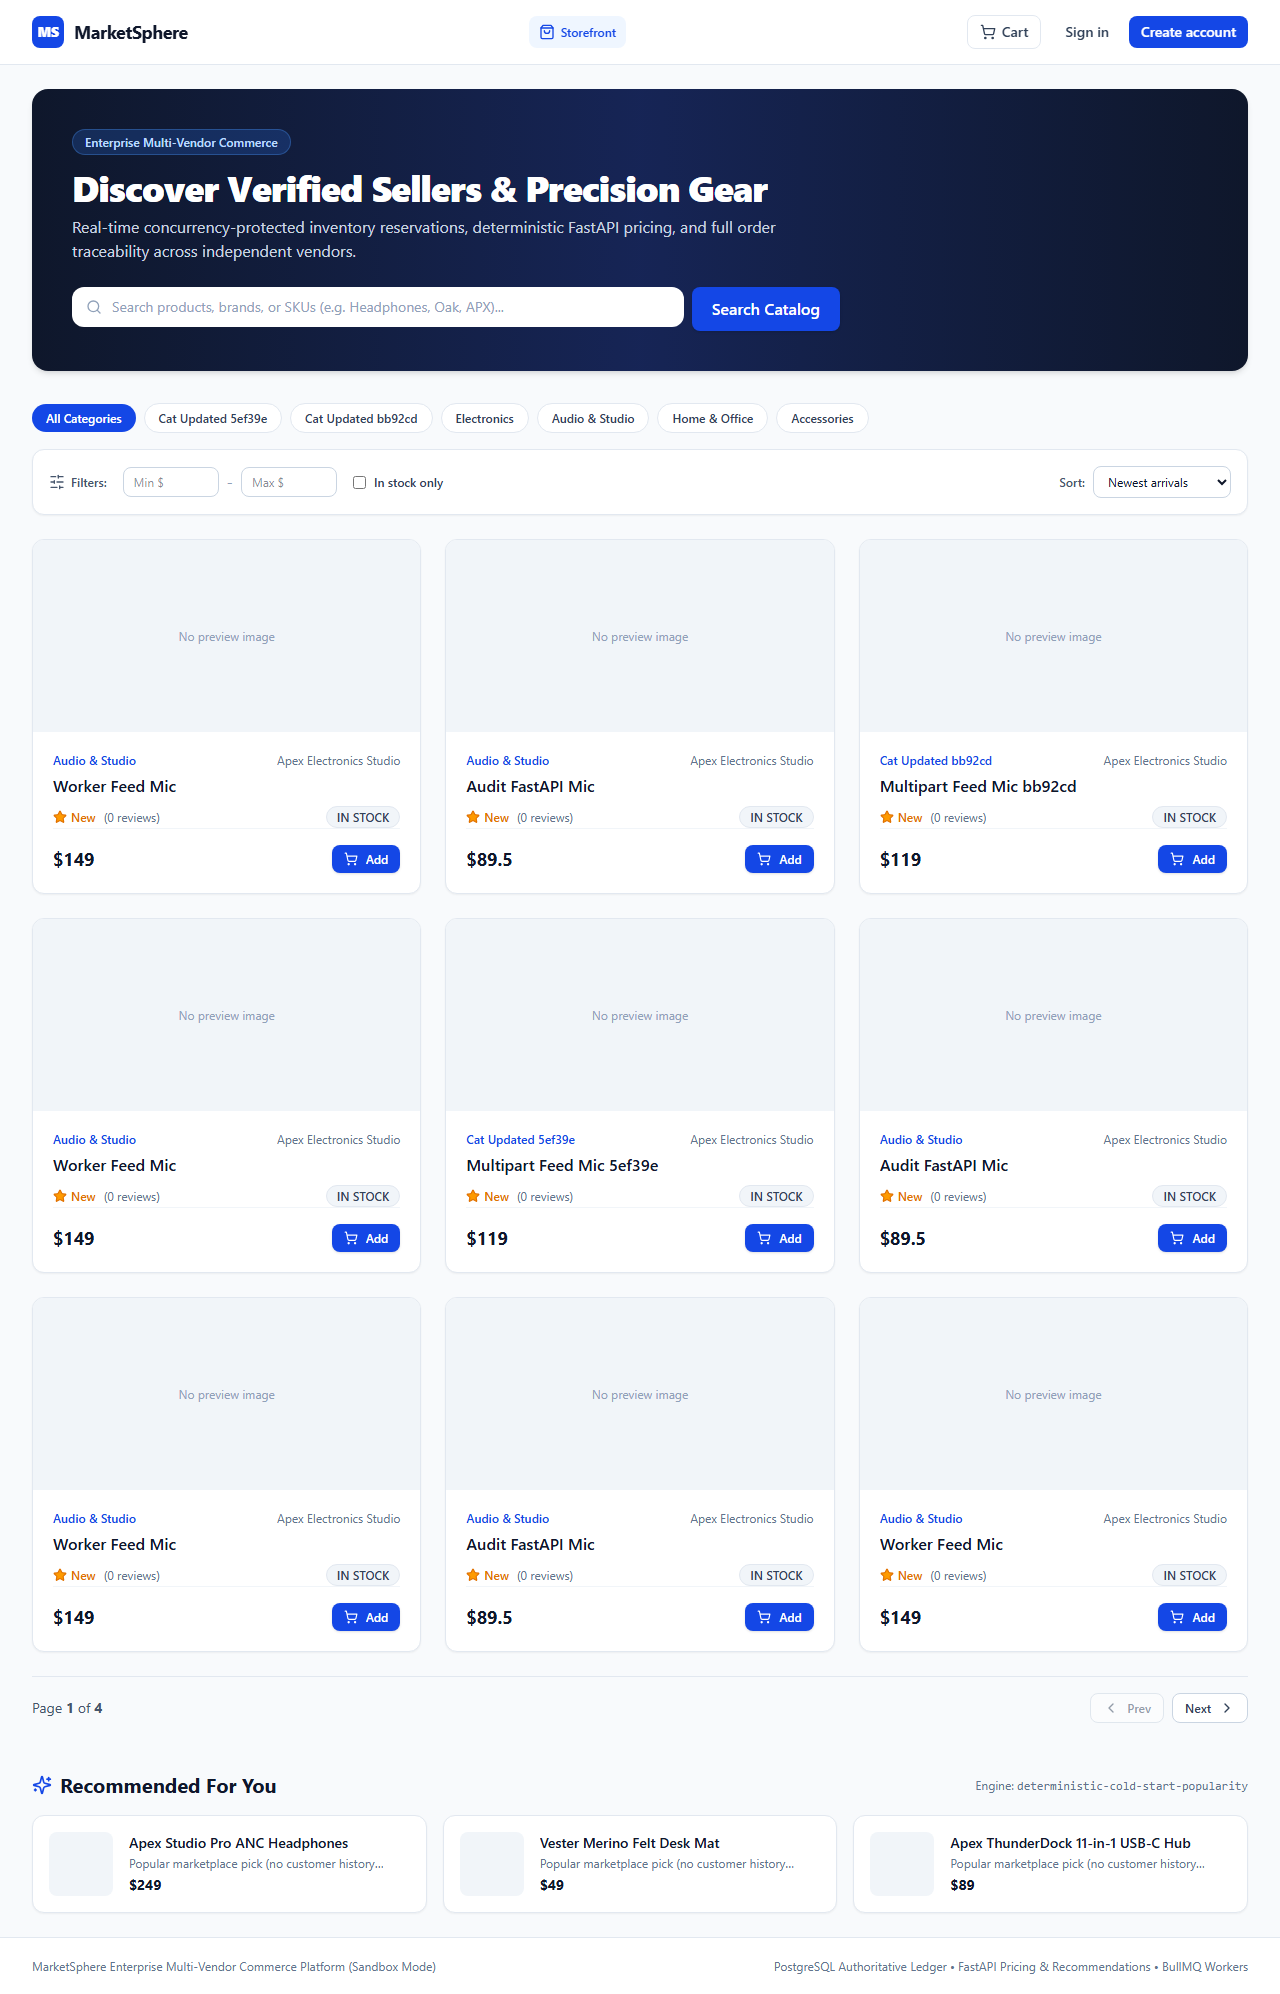 MS MarketSphere
Storefront
Cart
Sign in
Create account
Enterprise Multi-Vendor Commerce
Discover Verified Sellers & Precision Gear
Real-time concurrency-protected inventory reservations, deterministic FastAPI pricing, and full order
traceability across independent vendors.
Search products, brands, or SKUs (e.g. Headphones, Oak, APX)...
Search Catalog
All Categories
Cat Updated 5ef39e
Cat Updated bb92cd
Electronics
Audio & Studio
Home & Office
Accessories
Filters:
Min $
-
Max $
In stock only
Sort:
Newest arrivals
No preview image
Audio & Studio
Apex Electronics Studio
Worker Feed Mic
New (0 reviews)
IN STOCK
$149
Add
No preview image
Audio & Studio
Apex Electronics Studio
Audit FastAPI Mic
New (0 reviews)
IN STOCK
$89.5
Add
No preview image
Cat Updated bb92cd
Apex Electronics Studio
Multipart Feed Mic bb92cd
New (0 reviews)
IN STOCK
$119
Add
No preview image
Audio & Studio
Apex Electronics Studio
Worker Feed Mic
New (0 reviews)
IN STOCK
$149
Add
No preview image
Cat Updated 5ef39e
Apex Electronics Studio
Multipart Feed Mic 5ef39e
New (0 reviews)
IN STOCK
$119
Add
No preview image
Audio & Studio
Apex Electronics Studio
Audit FastAPI Mic
New (0 reviews)
IN STOCK
$89.5
Add
No preview image
Audio & Studio
Apex Electronics Studio
Worker Feed Mic
New (0 reviews)
IN STOCK
$149
Add
No preview image
Audio & Studio
Apex Electronics Studio
Audit FastAPI Mic
New (0 reviews)
IN STOCK
$89.5
Add
No preview image
Audio & Studio
Apex Electronics Studio
Worker Feed Mic
New (0 reviews)
IN STOCK
$149
Add
Page 1 of 4
Prev
Next
Recommended For You
Engine: deterministic-cold-start-popularity
Apex Studio Pro ANC Headphones
Popular marketplace pick (no customer history...
$249
Vester Merino Felt Desk Mat
Popular marketplace pick (no customer history...
$49
Apex ThunderDock 11-in-1 USB-C Hub
Popular marketplace pick (no customer history...
$89
MarketSphere Enterprise Multi-Vendor Commerce Platform (Sandbox Mode)
PostgreSQL Authoritative Ledger • FastAPI Pricing & Recommendations • BullMQ Workers